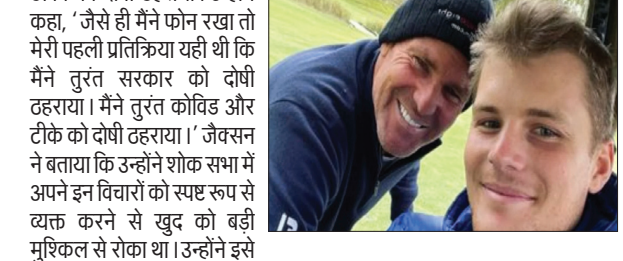 कहा, ‘जैसे ही मैंने फोन रखा तो
मेरी पहली प्रतिक्रिया यही थी कि
मैंने तुरंत सरकार को दोषी
ठहराया। मैंने तुरंत कोविड और
टीके को दोषी ठहराया।’ जैक्सन
ने बताया कि उन्होंने शोक सभा में
अपने इन विचारों को स्पष्ट रूप से
व्यक्त करने से खुद को बड़ी
मुश्किल से रोका था। उन्होंने इसे